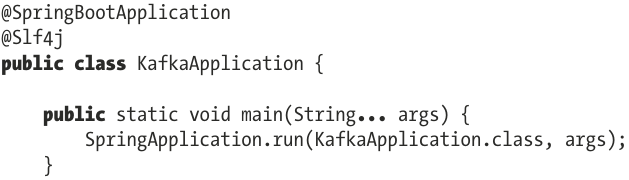 @SpringBootApplication
@Slf4j
public class KafkaApplication {
public static void main(String... args) {
SpringApplication.run(KafkaApplication.class, args);
}